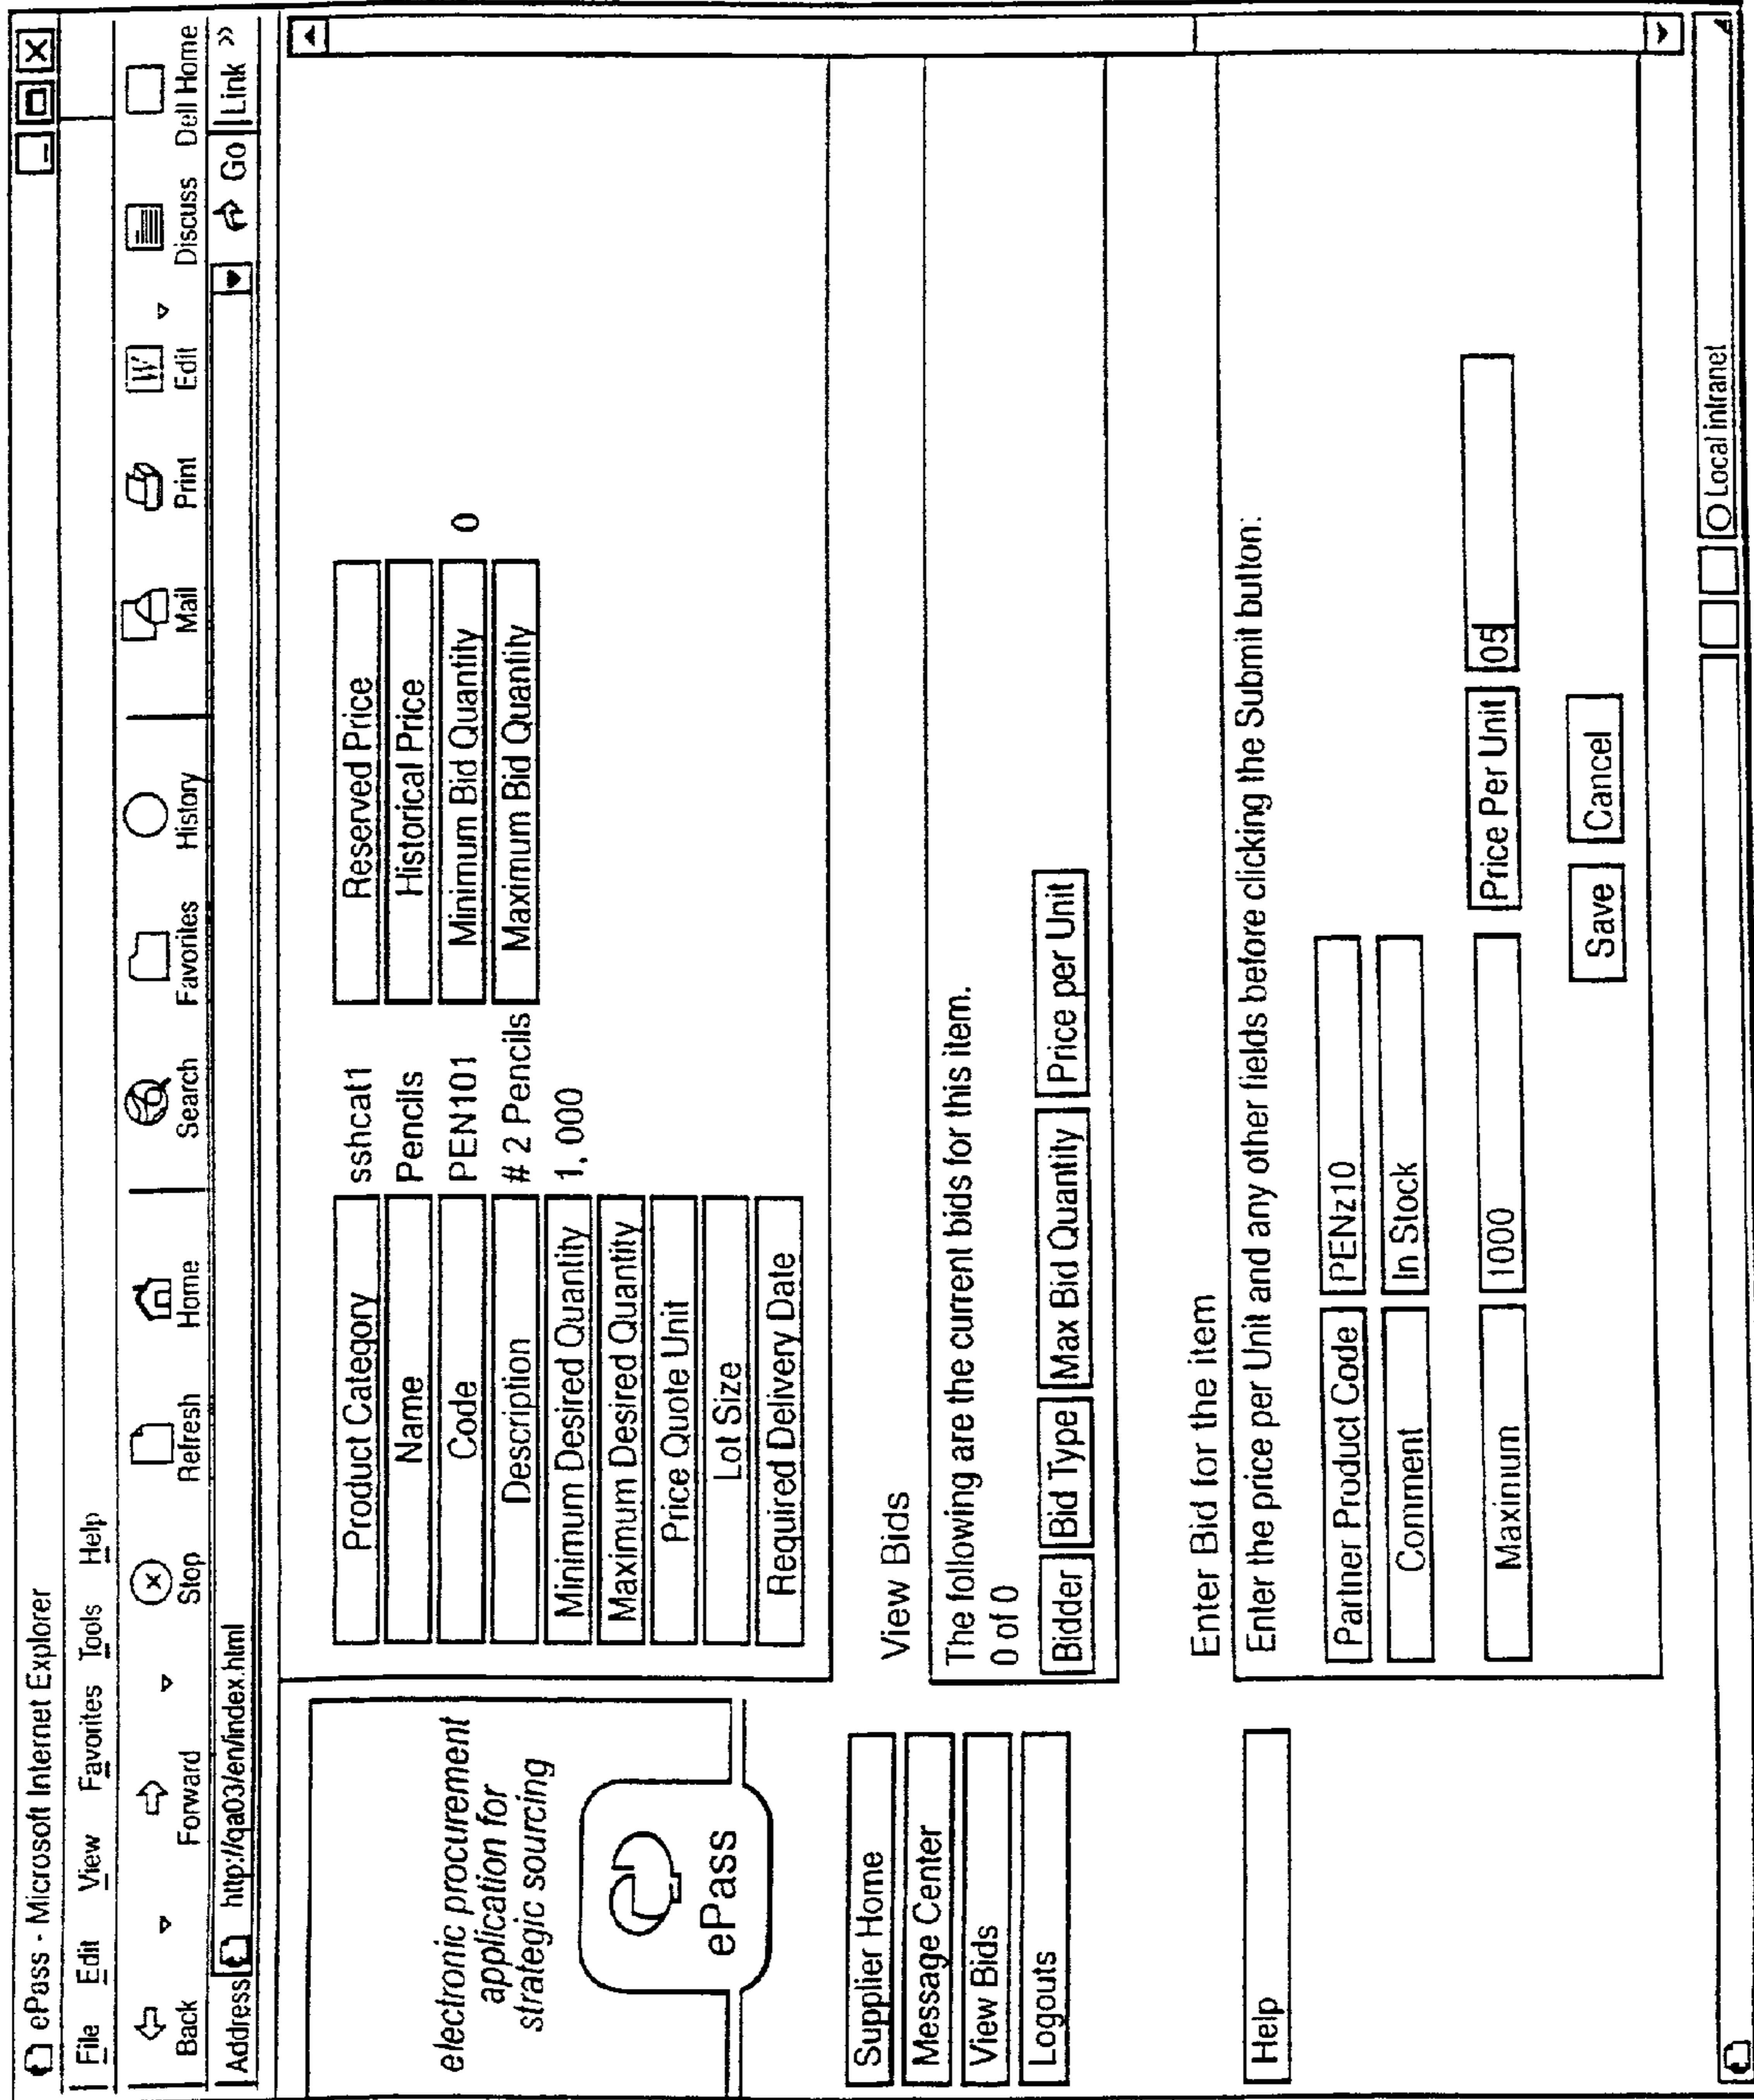 ePass - Microsoft Internet Explorer
File Edit View Favorites Tools Help
Back Forward Stop Refresh Home Search Favorites History Mail Print Edit Discuss Dell Home
Address http://qa03/en/index.html Go Link »
electronic procurement
application for
strategic sourcing
ePass
Supplier Home
Message Center
View Bids
Logouts
Help
Product Category sshcat1 Reserved Price
Name Pencils Historical Price
Code PEN101 Minimum Bid Quantity 0
Description # 2 Pencils Maximum Bid Quantity
Minimum Desired Quantity 1, 000
Maximum Desired Quantity
Price Quote Unit
Lot Size
Required Delivery Date
View Bids
The following are the current bids for this item.
0 of 0
Bidder Bid Type Max Bid Quantity Price per Unit
Enter Bid for the item
Enter the price per Unit and any other fields before clicking the Submit button:
Partner Product Code PENz10
Comment In Stock
Maximum 1000 Price Per Unit 05
Save Cancel
Local intranet